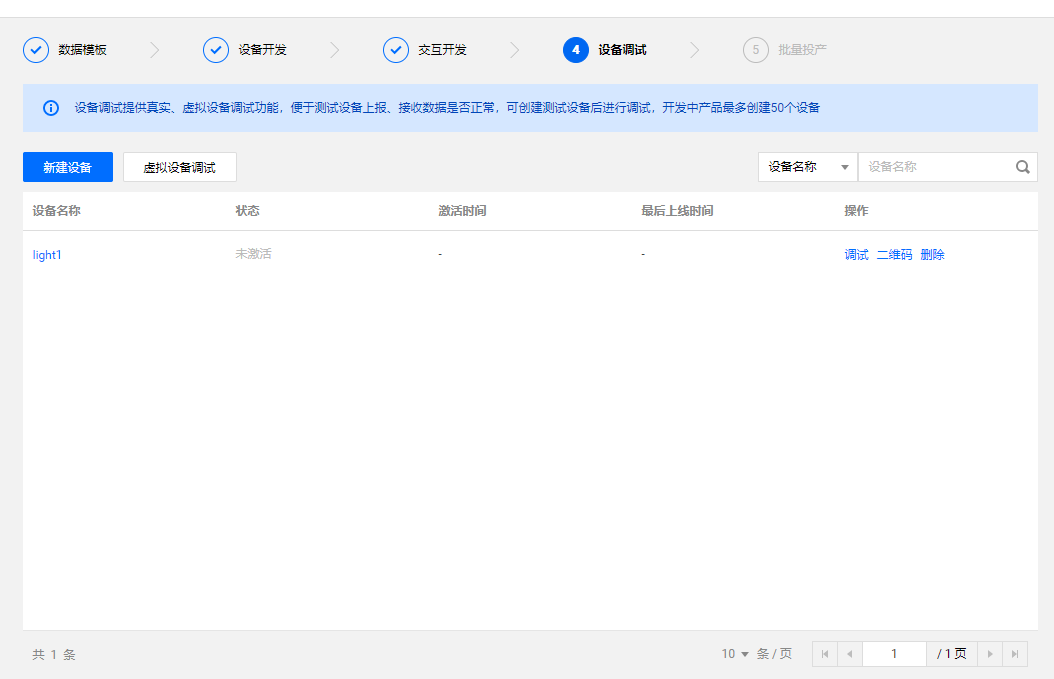 数据模板 设备开发 交互开发 4 设备调试 5 批量投产
设备调试提供真实、虚拟设备调试功能，便于测试设备上报、接收数据是否正常，可创建测试设备后进行调试，开发中产品最多创建50个设备
新建设备 虚拟设备调试 设备名称 设备名称
设备名称 状态 激活时间 最后上线时间 操作
light1 未激活 - - 调试 二维码 删除
共 1 条 10 条 / 页 1 / 1 页